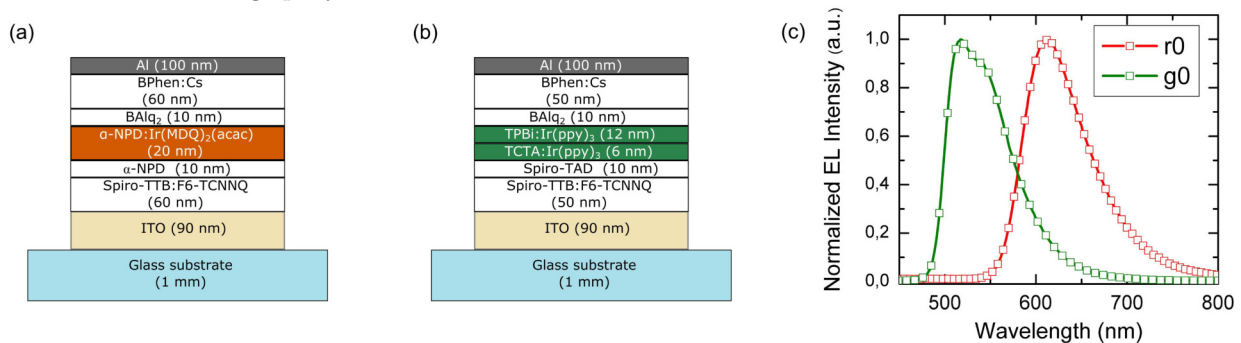 (a)
Al (100 nm)
BPhen:Cs
(60 nm)
BAlq₂ (10 nm)
α-NPD:Ir(MDQ)₂(acac)
(20 nm)
α-NPD (10 nm)
Spiro-TTB:F6-TCNNQ
(60 nm)
ITO (90 nm)
Glass substrate
(1 mm)
(b)
Al (100 nm)
BPhen:Cs
(50 nm)
BAlq₂ (10 nm)
TPBi:Ir(ppy)₃ (12 nm)
TCTA:Ir(ppy)₃ (6 nm)
Spiro-TAD (10 nm)
Spiro-TTB:F6-TCNNQ
(50 nm)
ITO (90 nm)
Glass substrate
(1 mm)
(c)
Normalized EL Intensity (a.u.)
1,0
0,8
0,6
0,4
0,2
0,0
r0
g0
500 600 700 800
Wavelength (nm)